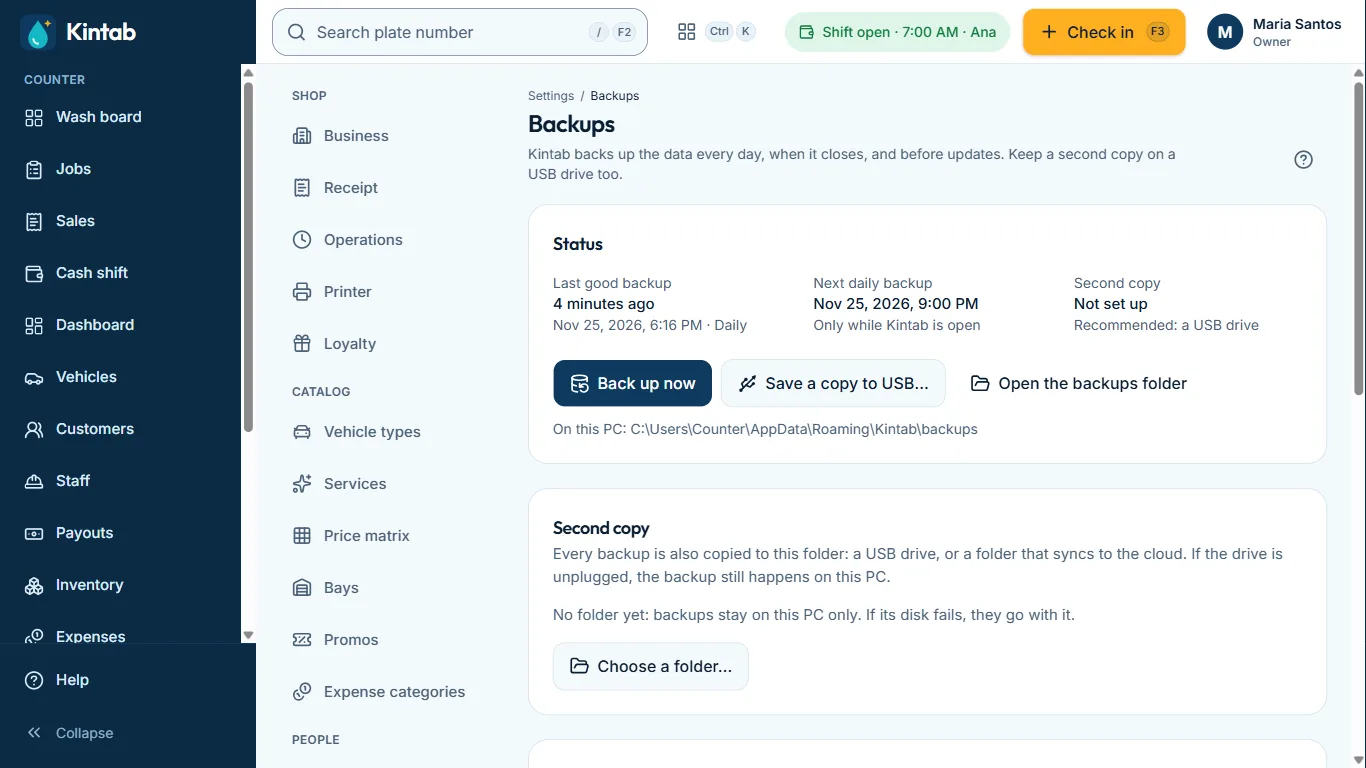 Kintab
Search plate number
/ F2
Ctrl K
Shift open · 7:00 AM · Ana
Check in F3
M
Maria Santos
Owner
COUNTER
Wash board
Jobs
Sales
Cash shift
Dashboard
Vehicles
Customers
Staff
Payouts
Inventory
Expenses
Help
Collapse
SHOP
Business
Receipt
Operations
Printer
Loyalty
CATALOG
Vehicle types
Services
Price matrix
Bays
Promos
Expense categories
PEOPLE
Settings / Backups
Backups
Kintab backs up the data every day, when it closes, and before updates. Keep a second copy on a
USB drive too.
Status
Last good backup
4 minutes ago
Nov 25, 2026, 6:16 PM · Daily
Next daily backup
Nov 25, 2026, 9:00 PM
Only while Kintab is open
Second copy
Not set up
Recommended: a USB drive
Back up now
Save a copy to USB...
Open the backups folder
On this PC: C:\Users\Counter\AppData\Roaming\Kintab\backups
Second copy
Every backup is also copied to this folder: a USB drive, or a folder that syncs to the cloud. If the drive is
unplugged, the backup still happens on this PC.
No folder yet: backups stay on this PC only. If its disk fails, they go with it.
Choose a folder...